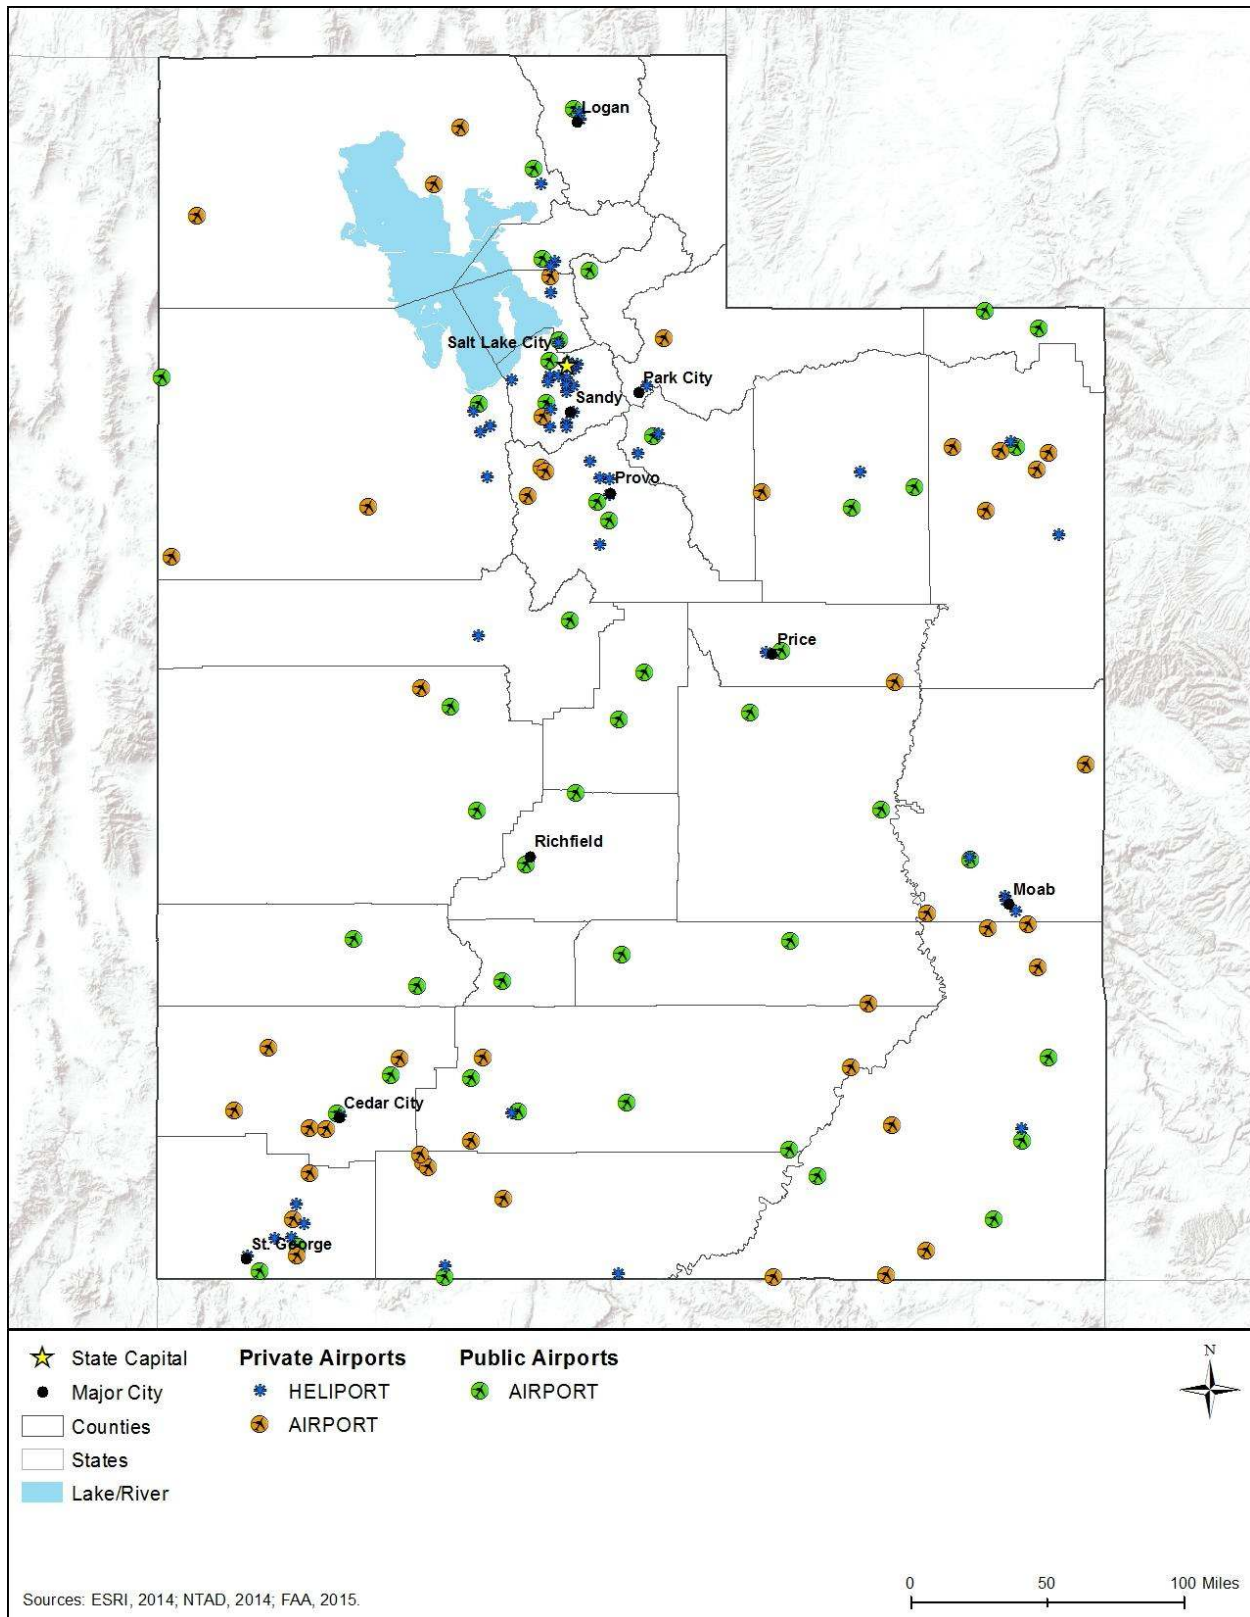 Logan
Salt Lake City
Park City
Sandy
Provo
Price
Richfield
Moab
Cedar City
St. George
State Capital
Major City
Counties
States
Lake/River
Private Airports
HELIPORT
AIRPORT
Public Airports
AIRPORT
N
0 50 100 Miles
Sources: ESRI, 2014; NTAD, 2014; FAA, 2015.